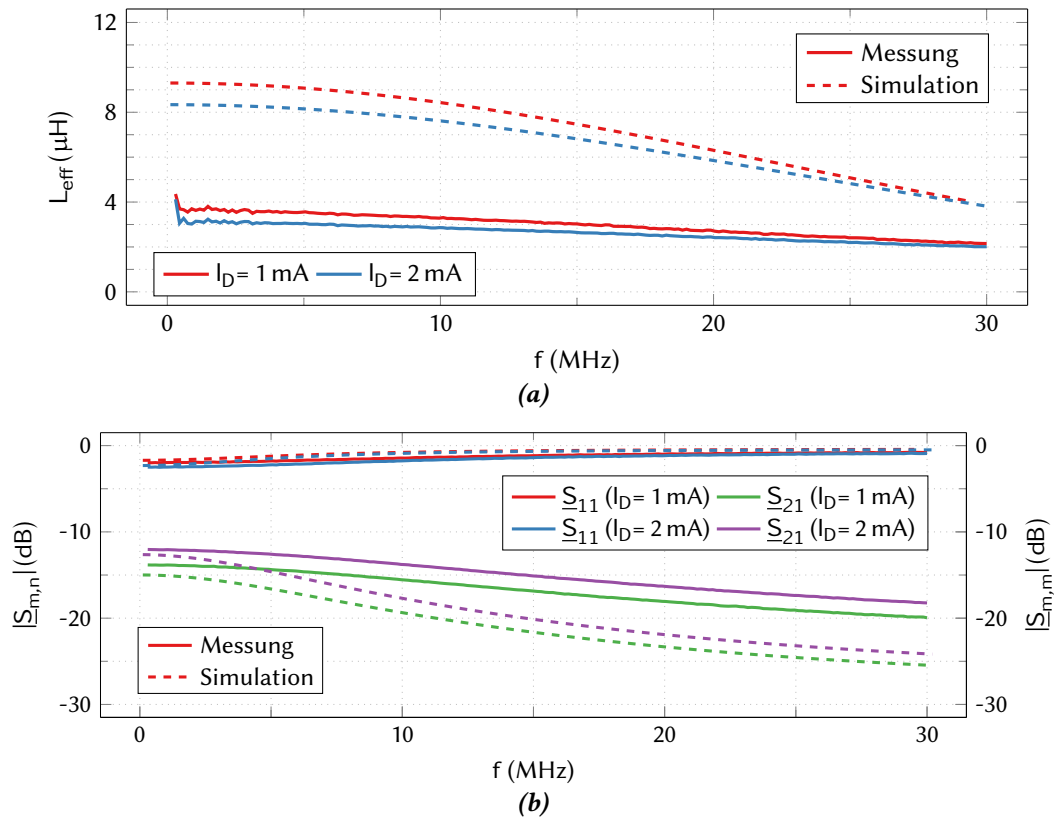 12
8
4
0
L_eff (µH)
Messung
Simulation
I_D = 1 mA I_D = 2 mA
0 10 20 30
f (MHz)
(a)
0
-10
-20
-30
|S_m,n| (dB)
S_11 (I_D = 1 mA) S_21 (I_D = 1 mA)
S_11 (I_D = 2 mA) S_21 (I_D = 2 mA)
Messung
Simulation
0
-10
-20
-30
|S_m,m| (dB)
0 10 20 30
f (MHz)
(b)